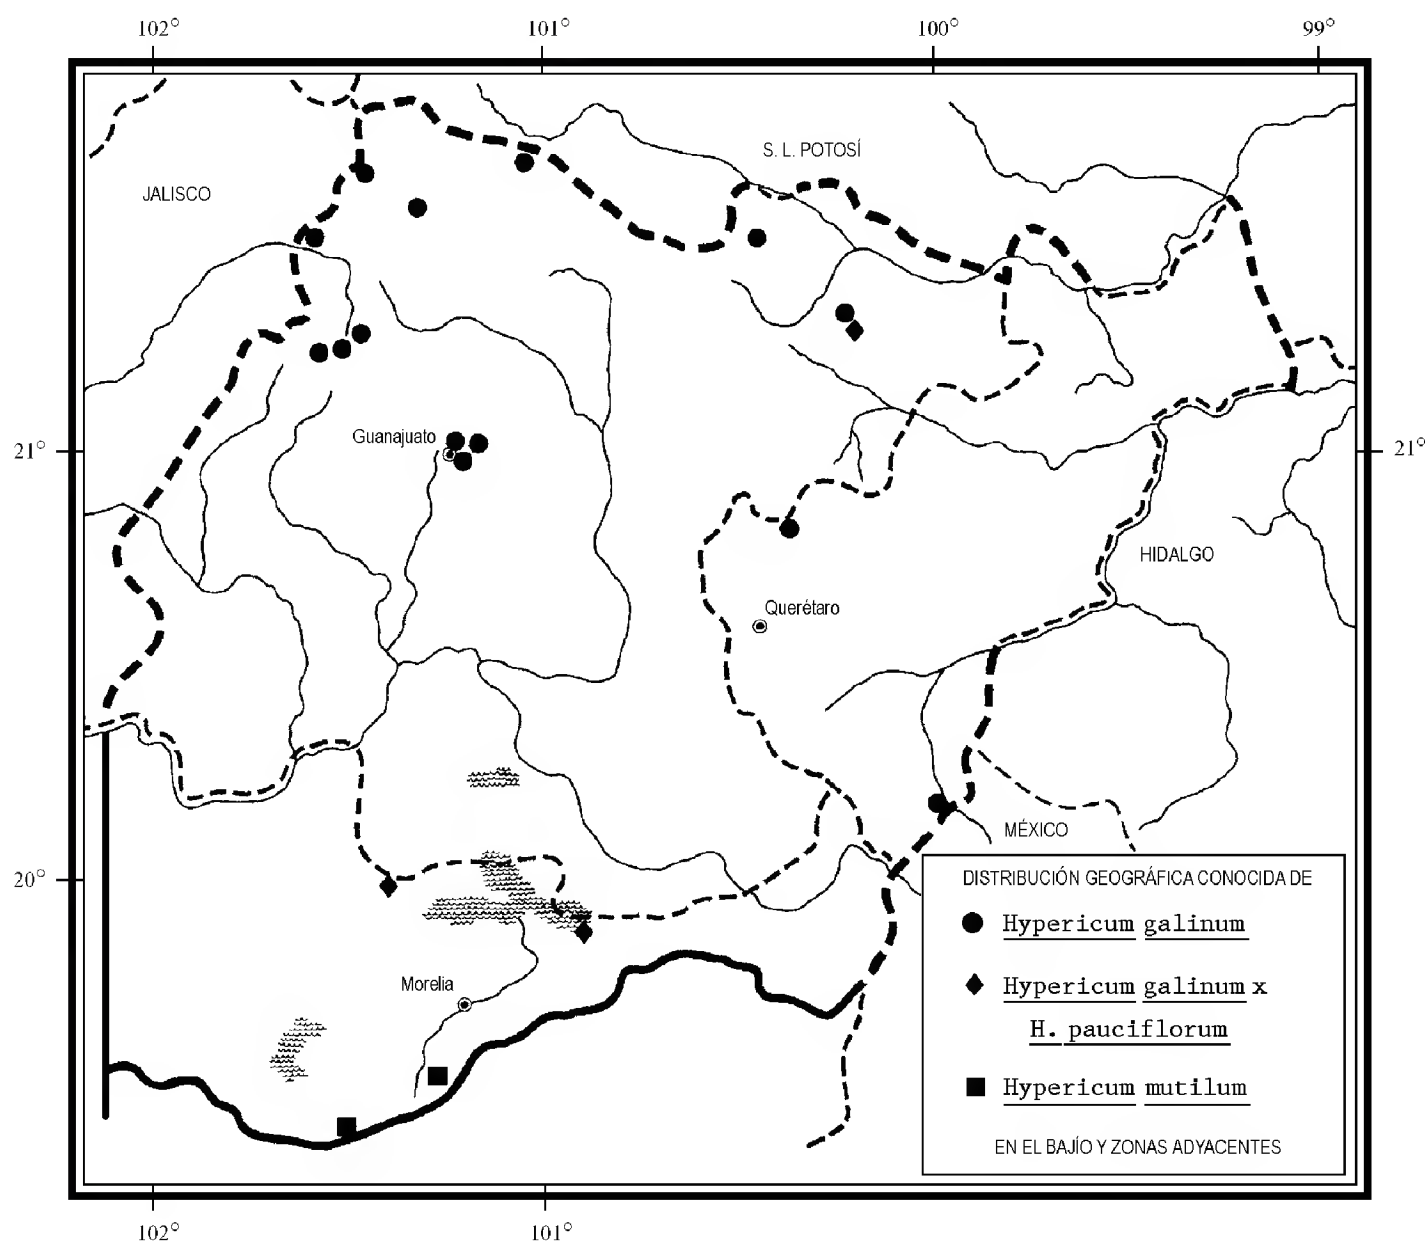 102° 101° 100° 99°
S. L. POTOSÍ
JALISCO
Guanajuato
21° 21°
HIDALGO
Querétaro
MÉXICO
20°
DISTRIBUCIÓN GEOGRÁFICA CONOCIDA DE
Hypericum galinum
Hypericum galinum x
H. pauciflorum
Hypericum mutilum
EN EL BAJÍO Y ZONAS ADYACENTES
Morelia
102° 101°